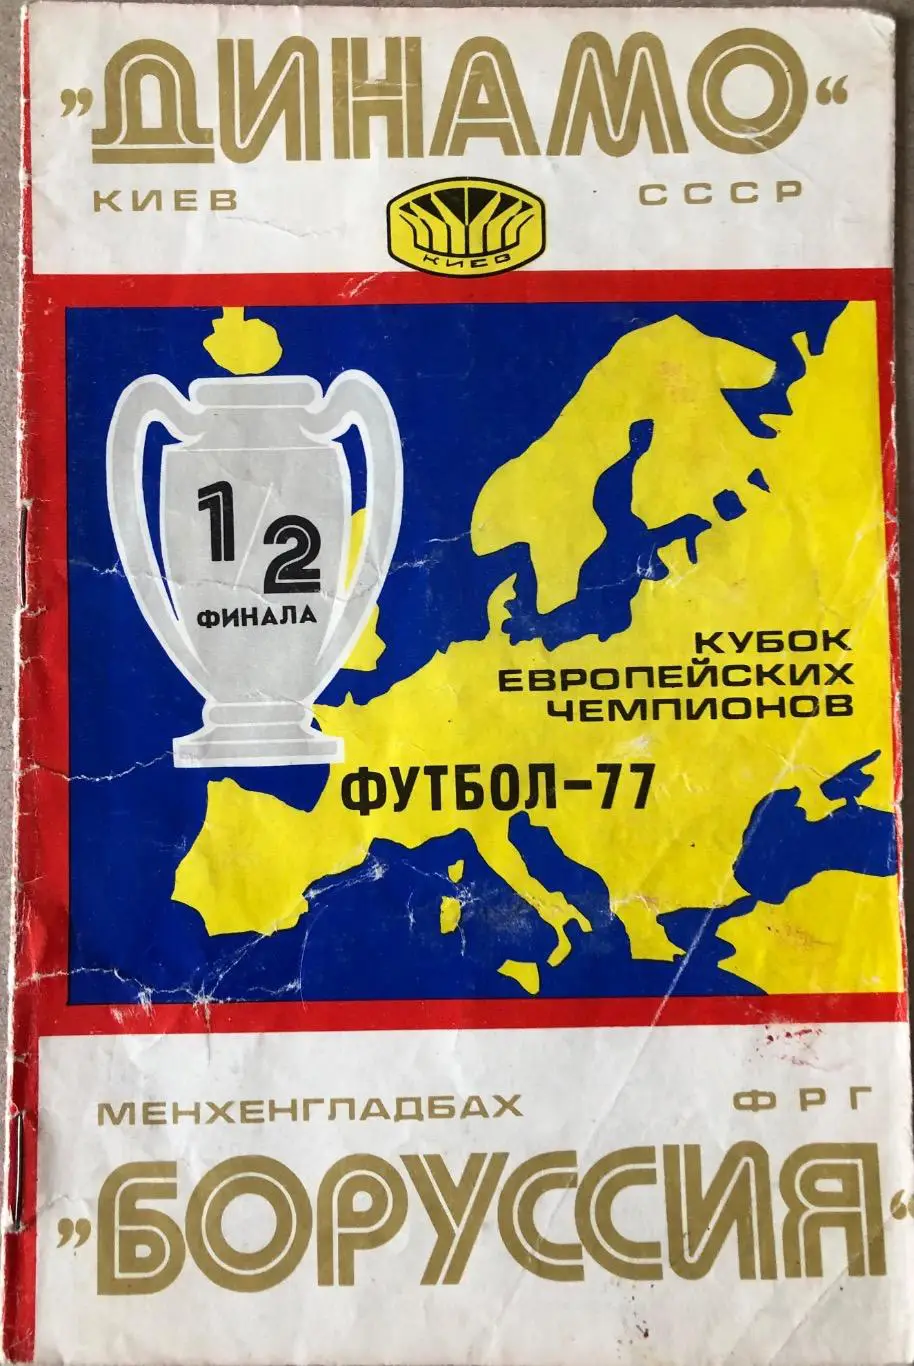 „ДИНАМО“
КИЕВ СССР
КИЕВ
1/2
ФИНАЛА
КУБОК
ЕВРОПЕЙСКИХ
ЧЕМПИОНОВ
ФУТБОЛ-77
МЕНХЕНГЛАДБАХ ФРГ
„БОРУССИЯ“